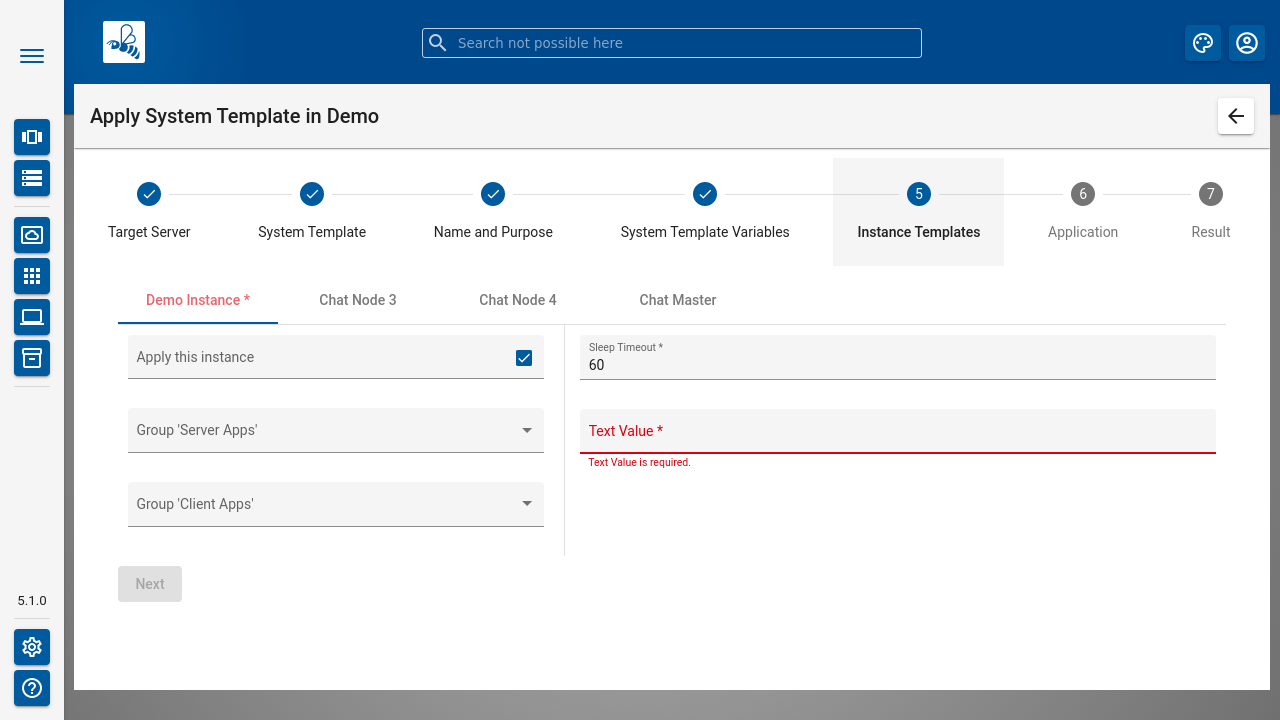 Search not possible here
Apply System Template in Demo
5
6
7
Target Server
System Template
Name and Purpose
System Template Variables
Instance Templates
Application
Result
Demo Instance *
Chat Node 3
Chat Node 4
Chat Master
Apply this instance
Sleep Timeout *
60
Group 'Server Apps'
Text Value *
Text Value is required.
Group 'Client Apps'
Next
5.1.0